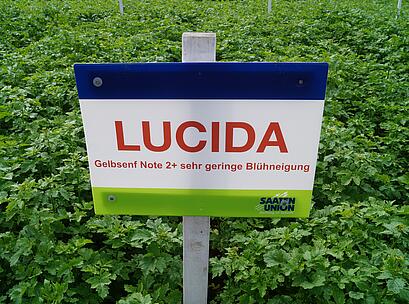 LUCIDA
Gelbsenf Note 2+ sehr geringe Blühneigung
SAATEN
UNION